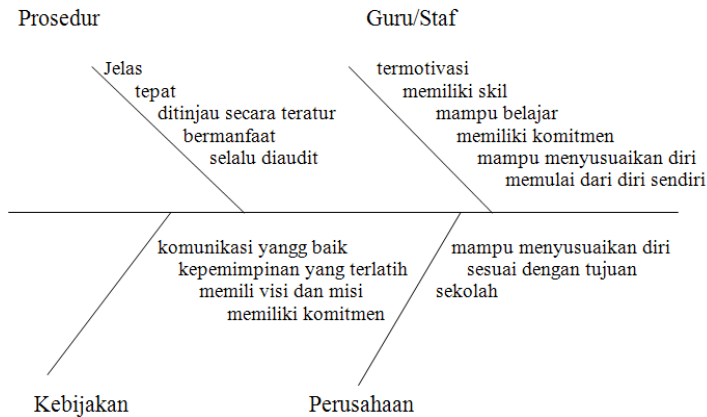 Prosedur
Guru/Staf
Jelas
tepat
ditinjau secara teratur
bermanfaat
selalu diaudit
termotivasi
memiliki skil
mampu belajar
memiliki komitmen
mampu menyusuaikan diri
memulai dari diri sendiri
komunikasi yangg baik
kepemimpinan yang terlatih
memili visi dan misi
memiliki komitmen
mampu menyusuaikan diri
sesuai dengan tujuan
sekolah
Kebijakan
Perusahaan